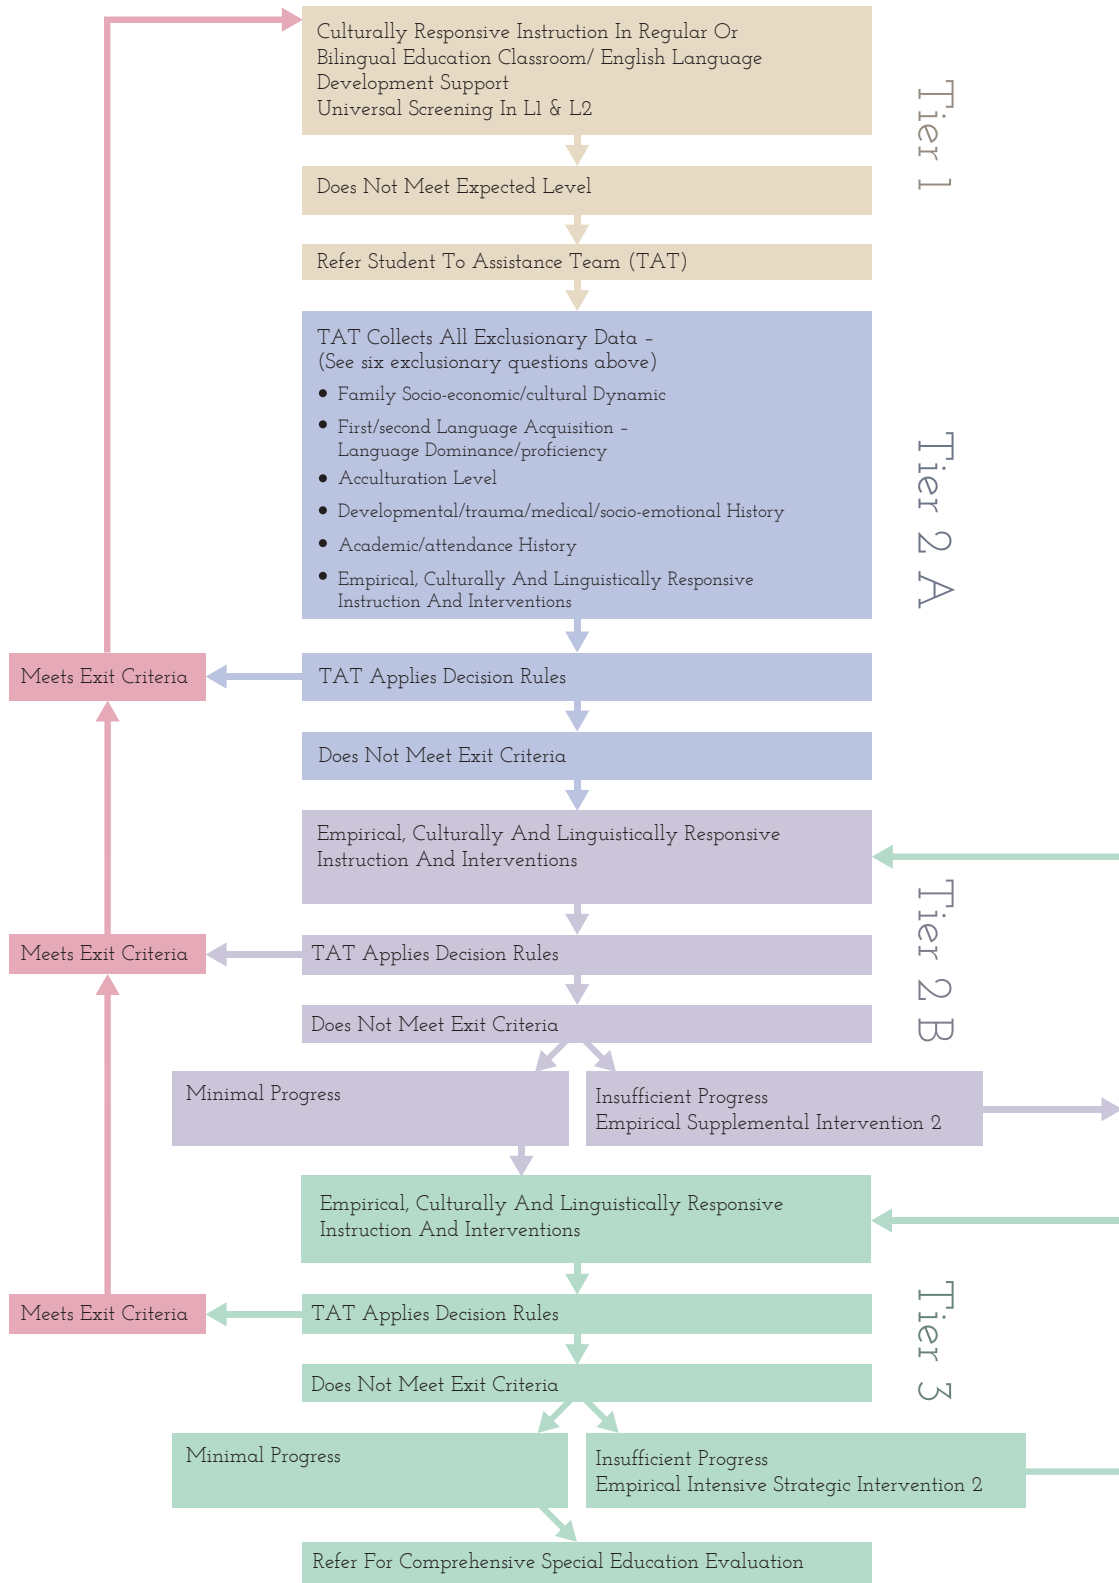 Culturally Responsive Instruction In Regular Or
Bilingual Education Classroom/ English Language
Development Support
Universal Screening In L1 & L2
Tier 1
Does Not Meet Expected Level
Refer Student To Assistance Team (TAT)
TAT Collects All Exclusionary Data –
(See six exclusionary questions above)
• Family Socio-economic/cultural Dynamic
• First/second Language Acquisition –
Language Dominance/proficiency
• Acculturation Level
• Developmental/trauma/medical/socio-emotional History
• Academic/attendance History
• Empirical, Culturally And Linguistically Responsive
Instruction And Interventions
Tier 2 A
Meets Exit Criteria
TAT Applies Decision Rules
Does Not Meet Exit Criteria
Empirical, Culturally And Linguistically Responsive
Instruction And Interventions
Tier 2 B
Meets Exit Criteria
TAT Applies Decision Rules
Does Not Meet Exit Criteria
Minimal Progress
Insufficient Progress
Empirical Supplemental Intervention 2
Empirical, Culturally And Linguistically Responsive
Instruction And Interventions
Tier 3
Meets Exit Criteria
TAT Applies Decision Rules
Does Not Meet Exit Criteria
Minimal Progress
Insufficient Progress
Empirical Intensive Strategic Intervention 2
Refer For Comprehensive Special Education Evaluation